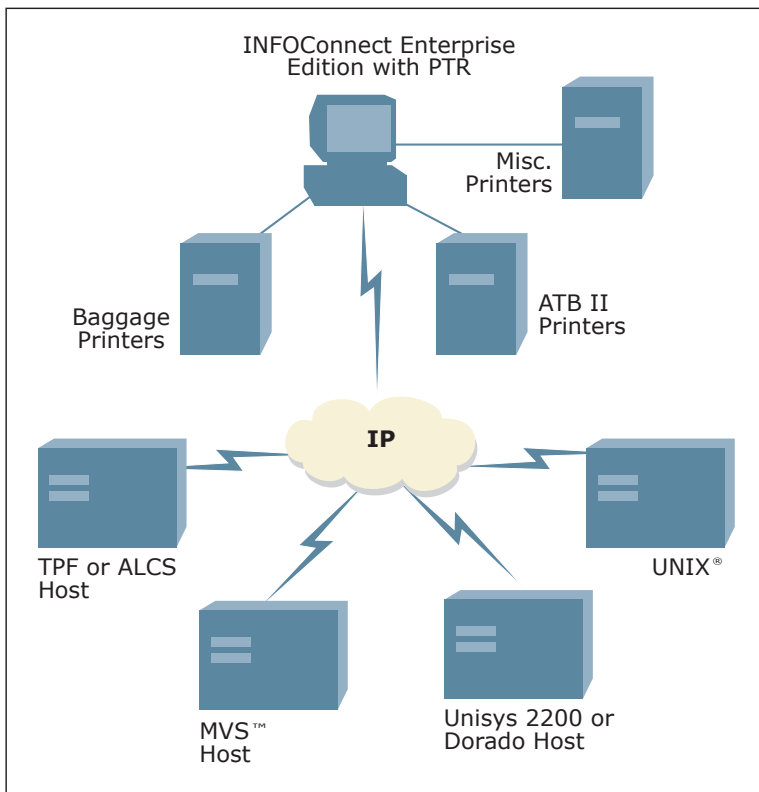 INFOConnect Enterprise
Edition with PTR
Misc.
Printers
Baggage
Printers
ATB II
Printers
IP
TPF or ALCS
Host
UNIX®
MVS™
Host
Unisys 2200 or
Dorado Host